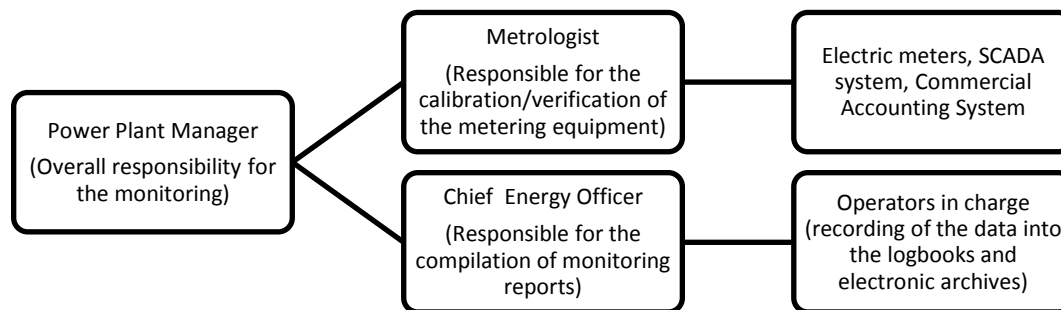 Power Plant Manager
(Overall responsibility for
the monitoring)
Metrologist
(Responsible for the
calibration/verification of
the metering equipment)
Electric meters, SCADA
system, Commercial
Accounting System
Chief Energy Officer
(Responsible for the
compilation of monitoring
reports)
Operators in charge
(recording of the data into
the logbooks and
electronic archives)